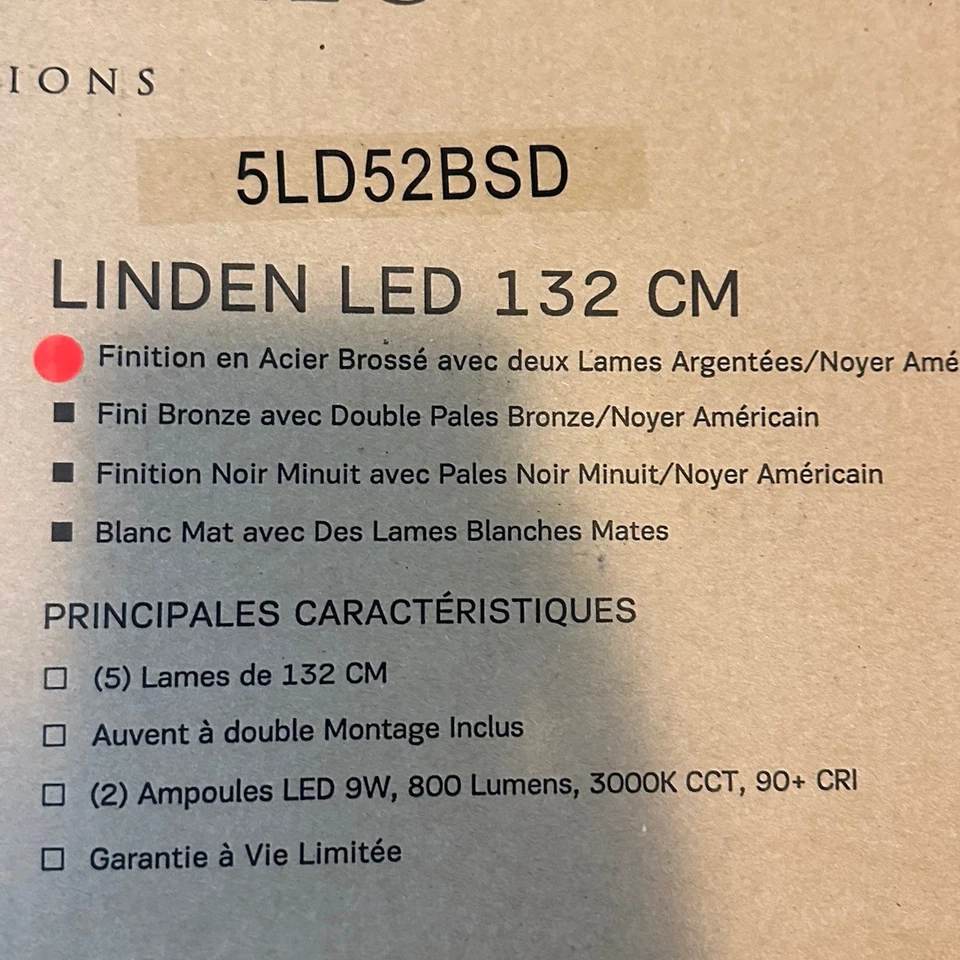 IONS
5LD52BSD
LINDEN LED 132 CM
Finition en Acier Brossé avec deux Lames Argentées/Noyer Amé
Fini Bronze avec Double Pales Bronze/Noyer Américain
Finition Noir Minuit avec Pales Noir Minuit/Noyer Américain
Blanc Mat avec Des Lames Blanches Mates
PRINCIPALES CARACTÉRISTIQUES
(5) Lames de 132 CM
Auvent à double Montage Inclus
(2) Ampoules LED 9W, 800 Lumens, 3000K CCT, 90+ CRI
Garantie à Vie Limitée